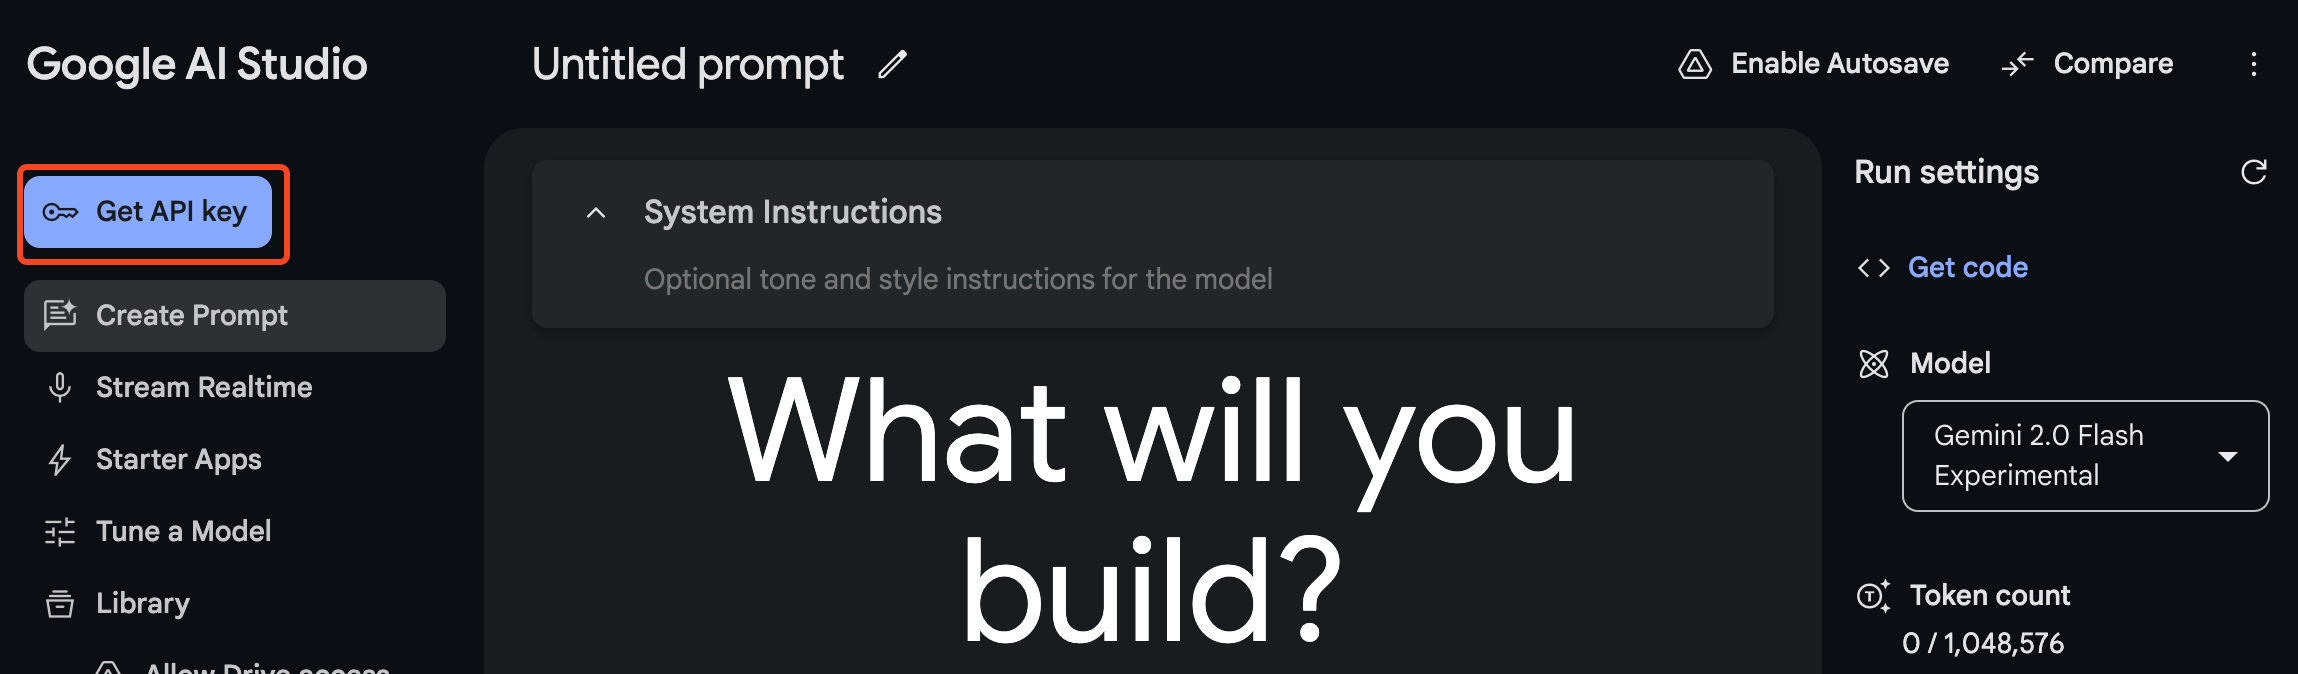 Google AI Studio
Untitled prompt
Enable Autosave
Compare
Get API key
Create Prompt
Stream Realtime
Starter Apps
Tune a Model
Library
Allow Drive access
System Instructions
Optional tone and style instructions for the model
What will you
build?
Run settings
Get code
Model
Gemini 2.0 Flash
Experimental
Token count
0 / 1,048,576